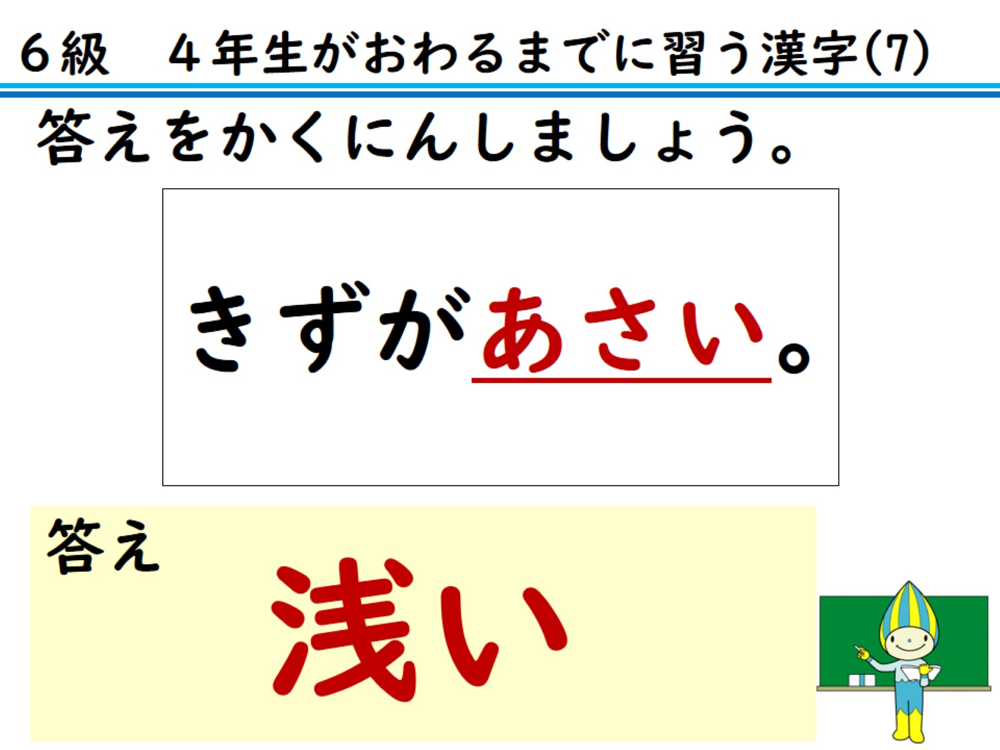 ６級　４年生がおわるまでに習う漢字(7)
答えをかくにんしましょう。
きずがあさい。
答え
浅い